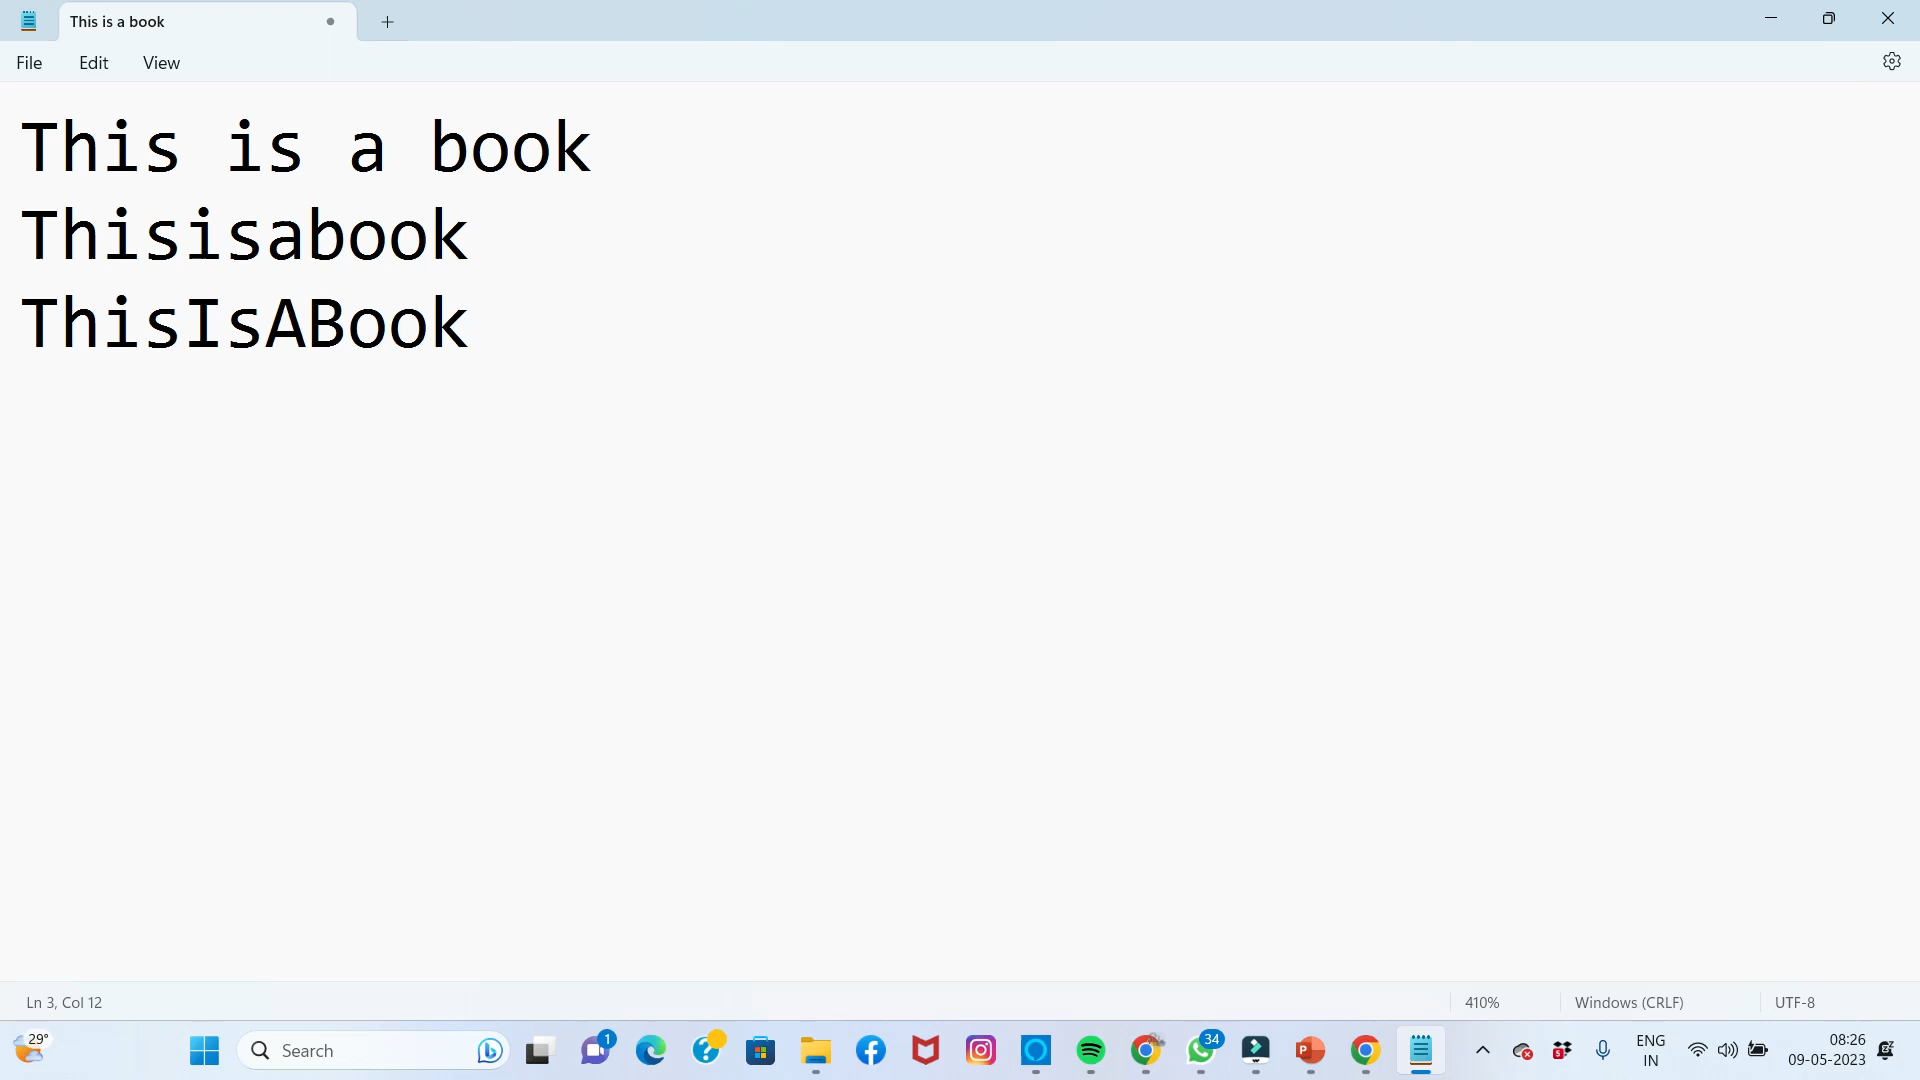 This is a book
File Edit View
This is a book
Thisisabook
ThisIsABook
Ln 3, Col 12 410% Windows (CRLF) UTF-8
29° Search 1 34 ENG 08:26
IN 09-05-2023